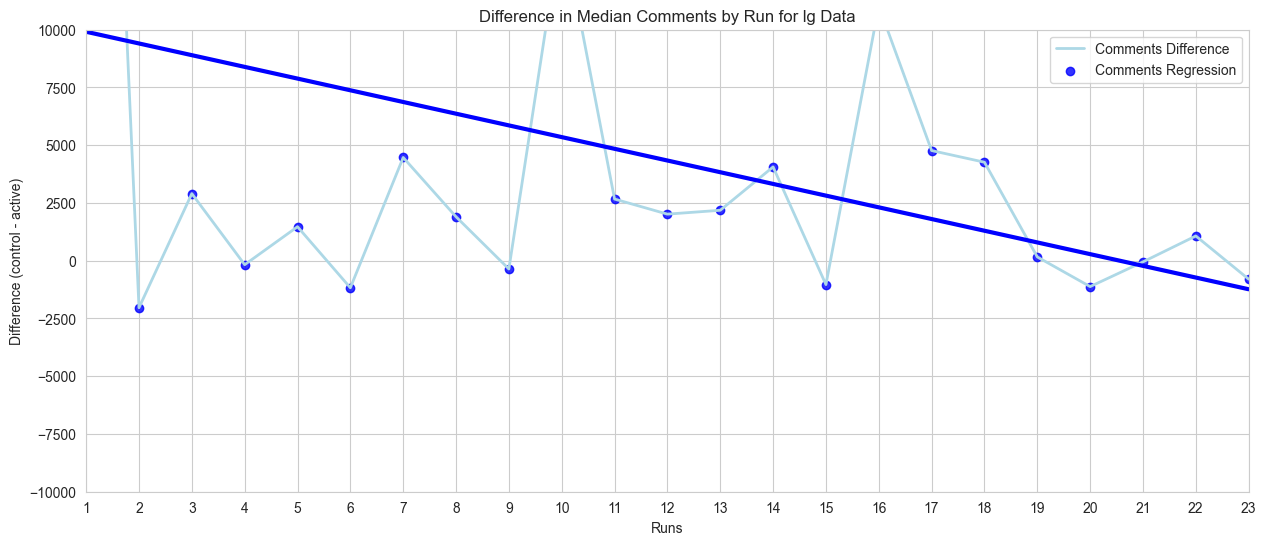 Difference in Median Comments by Run for lg Data
Comments Difference
Comments Regression
Difference (control - active)
10000
7500
5000
2500
0
−2500
−5000
−7500
−10000
1 2 3 4 5 6 7 8 9 10 11 12 13 14 15 16 17 18 19 20 21 22 23
Runs